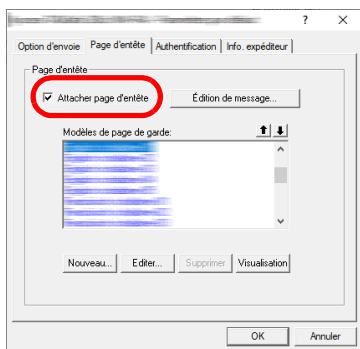 Option d'envoie Page d'entête Authentification Info. expéditeur
Page d'entête
Attacher page d'entête Édition de message...
Modèles de page de garde:
Nouveau... Editer... Supprimer Visualisation
OK Annuler